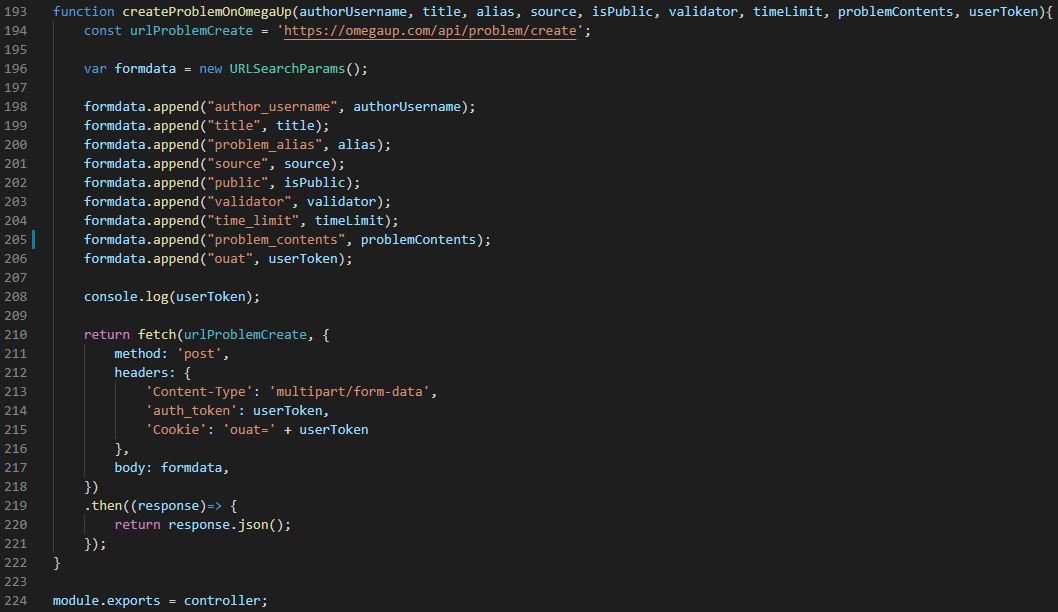 193 function createProblemOnOmegaUp(authorUsername, title, alias, source, isPublic, validator, timeLimit, problemContents, userToken){
194     const urlProblemCreate = 'https://omegaup.com/api/problem/create';
195
196     var formdata = new URLSearchParams();
197
198     formdata.append("author_username", authorUsername);
199     formdata.append("title", title);
200     formdata.append("problem_alias", alias);
201     formdata.append("source", source);
202     formdata.append("public", isPublic);
203     formdata.append("validator", validator);
204     formdata.append("time_limit", timeLimit);
205     formdata.append("problem_contents", problemContents);
206     formdata.append("ouat", userToken);
207
208     console.log(userToken);
209
210     return fetch(urlProblemCreate, {
211         method: 'post',
212         headers: {
213             'Content-Type': 'multipart/form-data',
214             'auth_token': userToken,
215             'Cookie': 'ouat=' + userToken
216         },
217         body: formdata,
218     })
219     .then((response)=> {
220         return response.json();
221     });
222 }
223
224 module.exports = controller;